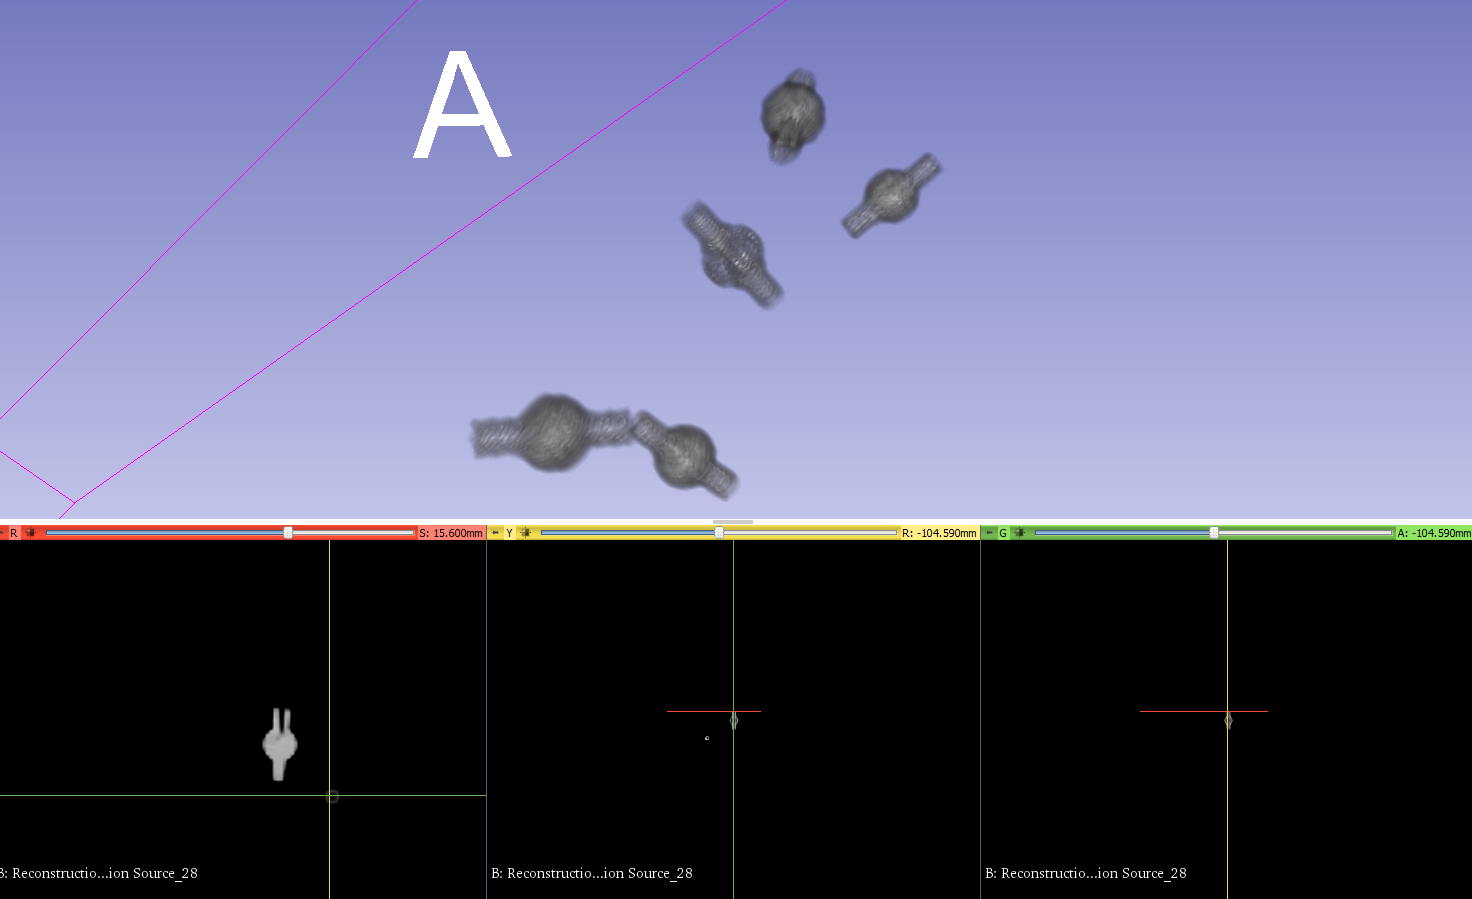 A
R S: 15.600mm Y R: -104.590mm G A: -104.590mm
B: Reconstructio...ion Source_28 B: Reconstructio...ion Source_28 B: Reconstructio...ion Source_28